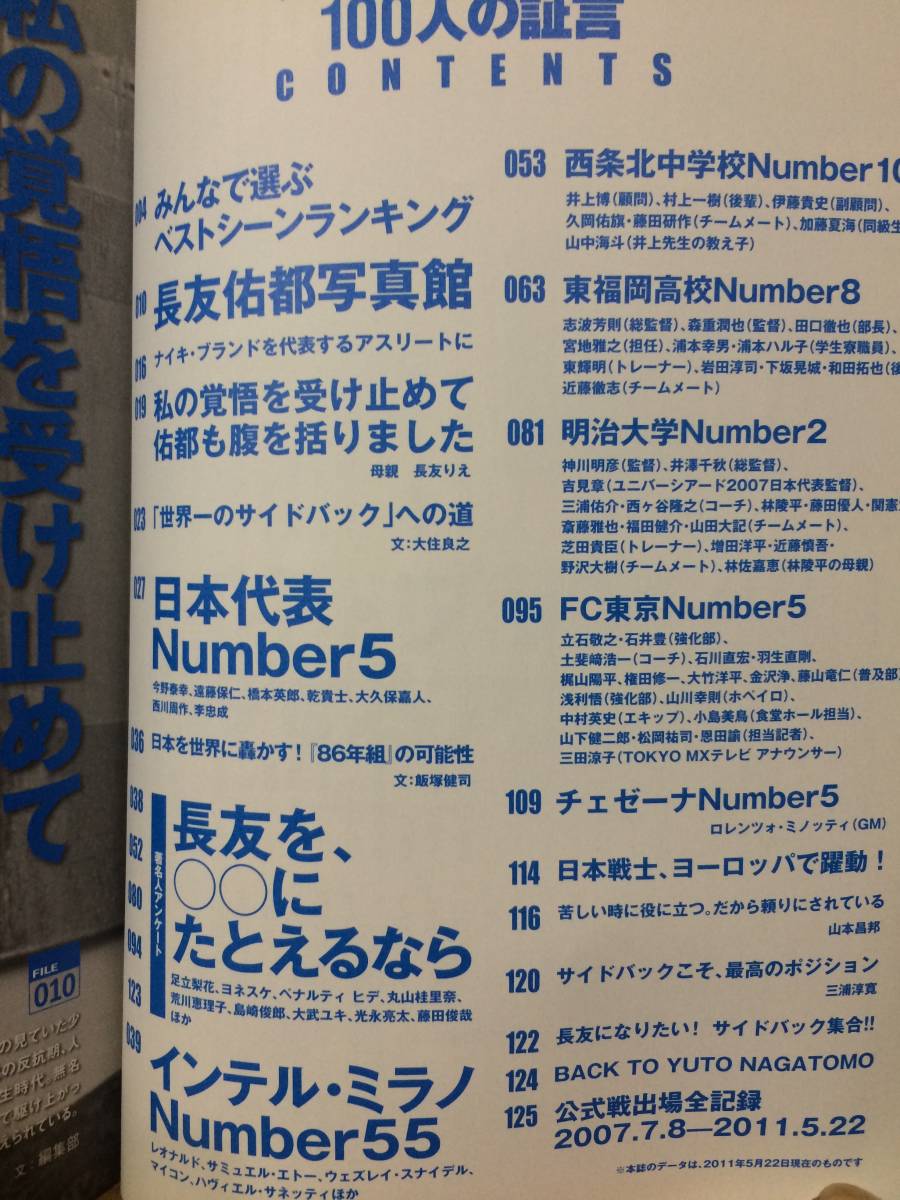 100人の証言
CONTENTS
004 みんなで選ぶ
ベストシーンランキング
010 長友佑都写真館
016 ナイキ・ブランドを代表するアスリートに
019 私の覚悟を受け止めて
佑都も腹を括りました
母親 長友りえ
023 「世界一のサイドバック」への道
文:大住良之
027 日本代表
Number5
今野泰幸、遠藤保仁、橋本英郎、乾貴士、大久保嘉人、
西川周作、李忠成
036 日本を世界に轟かす!『86年組』の可能性
文:飯塚健司
038
052
080
094
123
著名人アンケート
長友を、
○○に
たとえるなら
足立梨花、ヨネスケ、ペナルティ ヒデ、丸山桂里奈、
荒川恵理子、島崎俊郎、大武ユキ、光永亮太、藤田俊哉
ほか
039 インテル・ミラノ
Number55
レオナルド、サミュエル・エトー、ウェズレイ・スナイデル、
マイコン、ハヴィエル・サネッティほか
053 西条北中学校Number10
井上博(顧問)、村上一樹(後輩)、伊藤貴史(副顧問)、
久岡佑旗・藤田研作(チームメート)、加藤夏海(同級生
山中海斗(井上先生の教え子)
063 東福岡高校Number8
志波芳則(総監督)、森重潤也(監督)、田口徹也(部長)、
宮地雅之(担任)、浦本幸男・浦本ハル子(学生寮職員)、
東輝明(トレーナー)、岩田淳司・下坂晃城・和田拓也(後
近藤徹志(チームメート)
081 明治大学Number2
神川明彦(監督)、井澤千秋(総監督)、
吉見章(ユニバーシアード2007日本代表監督)、
三浦佑介・西ヶ谷隆之(コーチ)、林陵平・藤田優人・関憲
斎藤雅也・福田健介・山田大記(チームメート)、
芝田貴臣(トレーナー)、増田洋平・近藤慎吾・
野沢大樹(チームメート)、林佐嘉恵(林陵平の母親)
095 FC東京Number5
立石敬之・石井豊(強化部)、
土斐崎浩一(コーチ)、石川直宏・羽生直剛、
梶山陽平、権田修一、大竹洋平、金沢浄、藤山竜仁(普及部)
浅利悟(強化部)、山川幸則(ホペイロ)、
中村英史(エキップ)、小島美鳥(食堂ホール担当)、
山下健二郎・松岡祐司・恩田諭(担当記者)、
三田涼子(TOKYO MXテレビ アナウンサー)
109 チェゼーナNumber5
ロレンツォ・ミノッティ(GM)
114 日本戦士、ヨーロッパで躍動!
116 苦しい時に役に立つ。だから頼りにされている
山本昌邦
120 サイドバックこそ、最高のポジション
三浦淳寛
122 長友になりたい! サイドバック集合!!
124 BACK TO YUTO NAGATOMO
125 公式戦出場全記録
2007.7.8—2011.5.22
※本誌のデータは、2011年5月22日現在のものです
私の覚悟を受け止めて
FILE
010
の見ていた少
の反抗期、人
生時代。無名
で駆け上がっ
えられている。
文:編集部